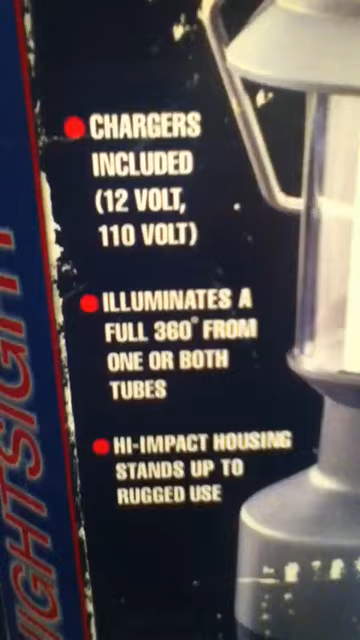 CHARGERS
INCLUDED
(12 VOLT,
110 VOLT)
ILLUMINATES A
FULL 360° FROM
ONE OR BOTH
TUBES
HI-IMPACT HOUSING
STANDS UP TO
RUGGED USE